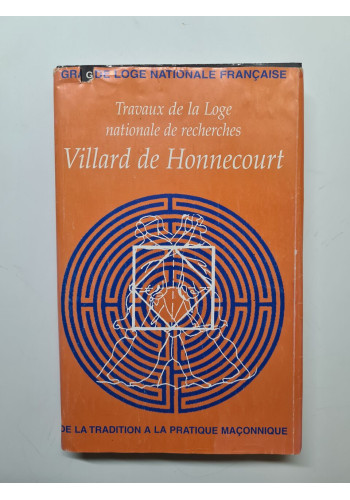 GRANDE LOGE NATIONALE FRANÇAISE
Travaux de la Loge
nationale de recherches
Villard de Honnecourt
DE LA TRADITION A LA PRATIQUE MAÇONNIQUE